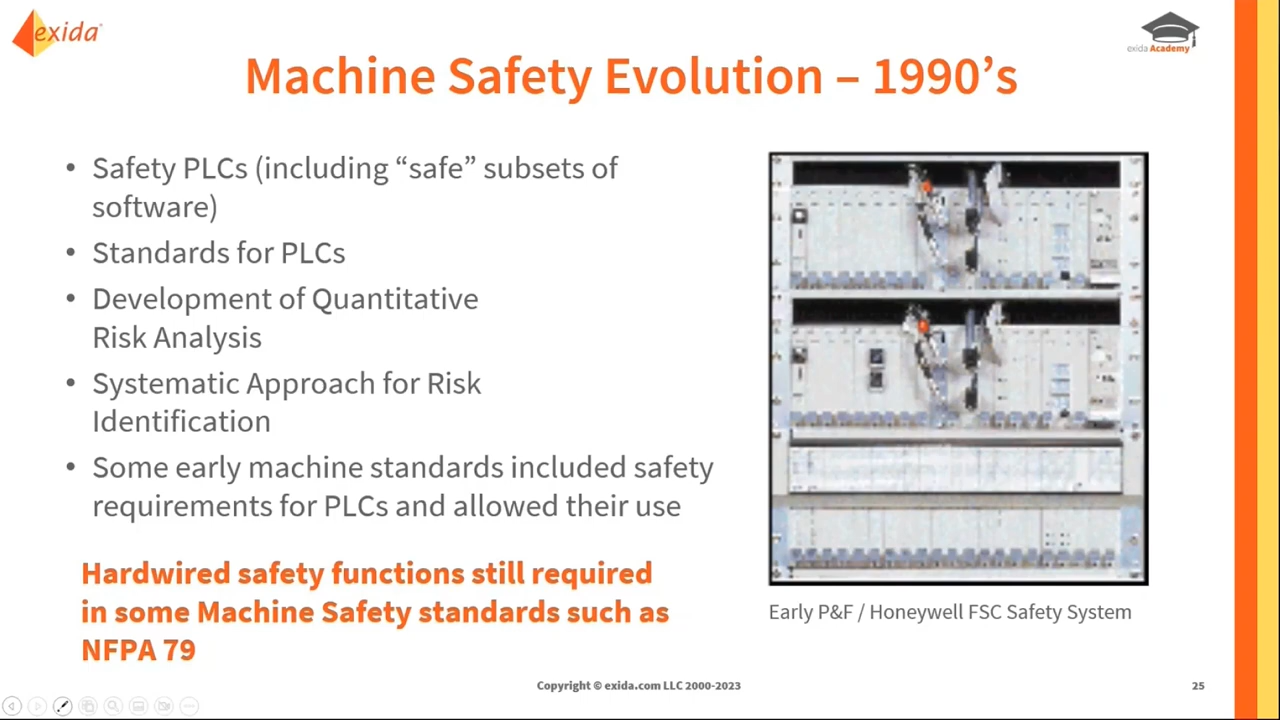 exida
exida Academy
Machine Safety Evolution – 1990’s
• Safety PLCs (including “safe” subsets of
software)
• Standards for PLCs
• Development of Quantitative
Risk Analysis
• Systematic Approach for Risk
Identification
• Some early machine standards included safety
requirements for PLCs and allowed their use
Hardwired safety functions still required
in some Machine Safety standards such as
NFPA 79
Early P&F / Honeywell FSC Safety System
Copyright © exida.com LLC 2000-2023
25